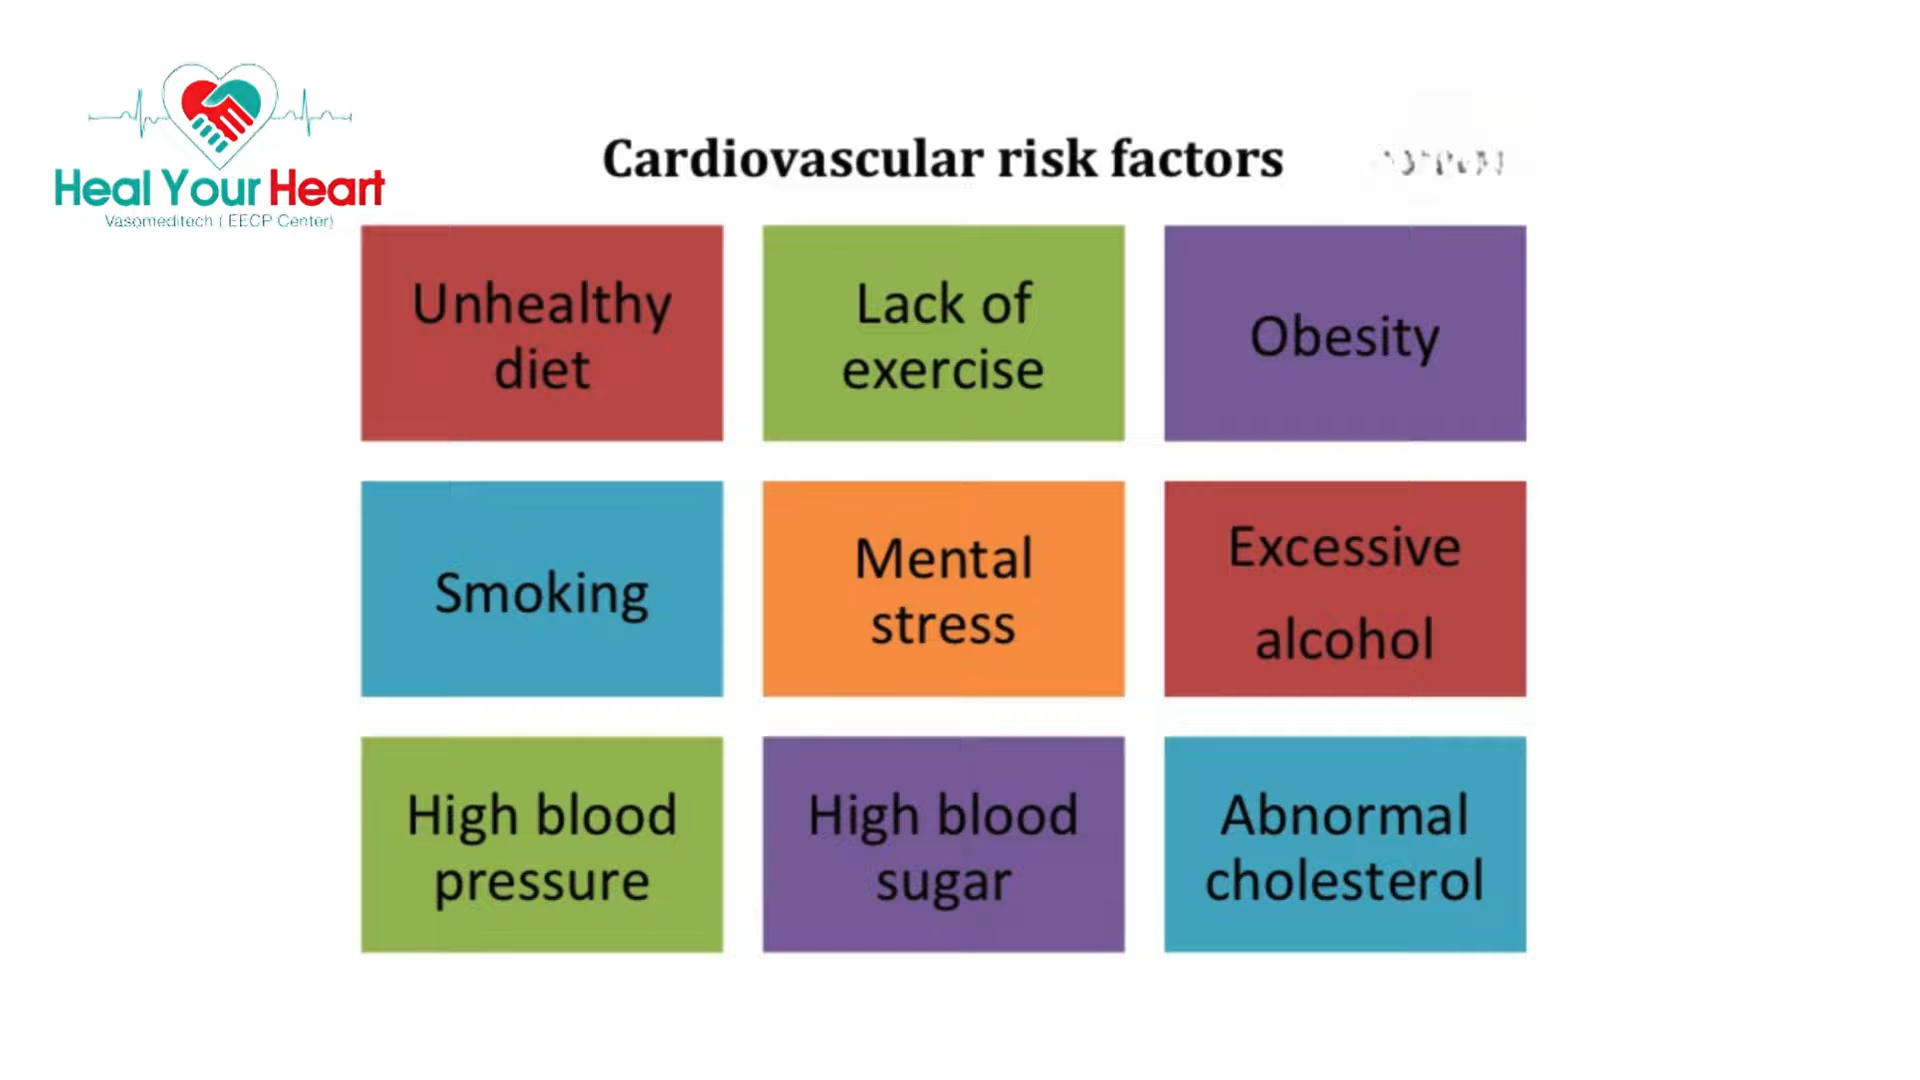 Heal Your Heart
Vasomeditech ( EECP Center)
Cardiovascular risk factors
Unhealthy
diet
Lack of
exercise
Obesity
Smoking
Mental
stress
Excessive
alcohol
High blood
pressure
High blood
sugar
Abnormal
cholesterol